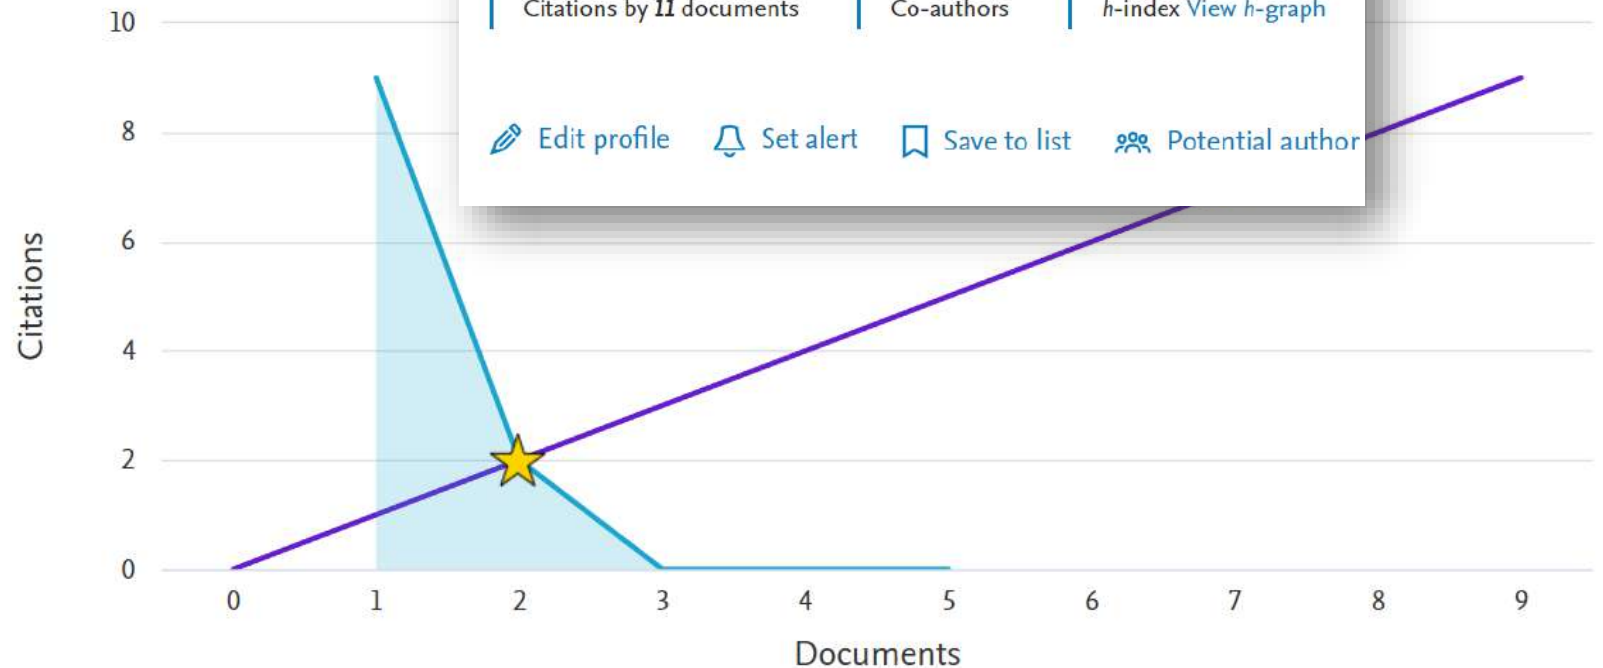 Citations by 11 documents
Co-authors
h-index View h-graph
Edit profile
Set alert
Save to list
Potential author
Citations
10
8
6
4
2
0
0 1 2 3 4 5 6 7 8 9
Documents